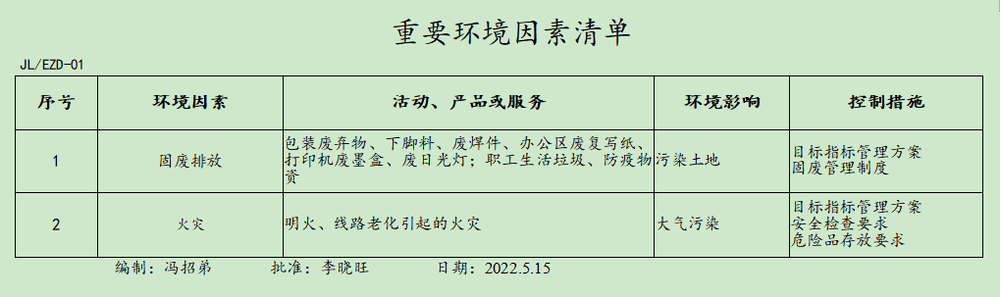 重要环境因素清单
JL/EZD-01
序号 环境因素 活动、产品或服务 环境影响 控制措施
1 固废排放 包装废弃物、下脚料、废焊件、办公区废复写纸、打印机废墨盒、废日光灯；职工生活垃圾、防疫物资 污染土地 目标指标管理方案 固废管理制度
2 火灾 明火、线路老化引起的火灾 大气污染 目标指标管理方案 安全检查要求 危险品存放要求
编制：冯招弟 批准：李晓旺 日期：2022.5.15